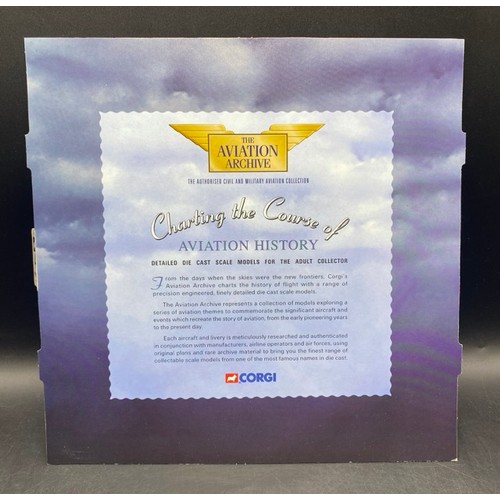 THE
AVIATION
ARCHIVE
THE AUTHORISED CIVIL AND MILITARY AVIATION COLLECTION
Charting the Course of
AVIATION HISTORY
DETAILED DIE CAST SCALE MODELS FOR THE ADULT COLLECTOR
From the days when the skies were the new frontiers, Corgi's
Aviation Archive charts the history of flight with a range of
precision engineered, finely detailed die cast scale models.
The Aviation Archive represents a collection of models exploring a
series of aviation themes to commemorate the significant aircraft and
events which recreate the story of aviation, from the early pioneering years
to the present day.
Each aircraft and livery is meticulously researched and authenticated
in conjunction with manufacturers, airline operators and air forces, using
original plans and rare archive material to bring you the finest range of
collectable scale models from one of the most famous names in die cast.
CORGI